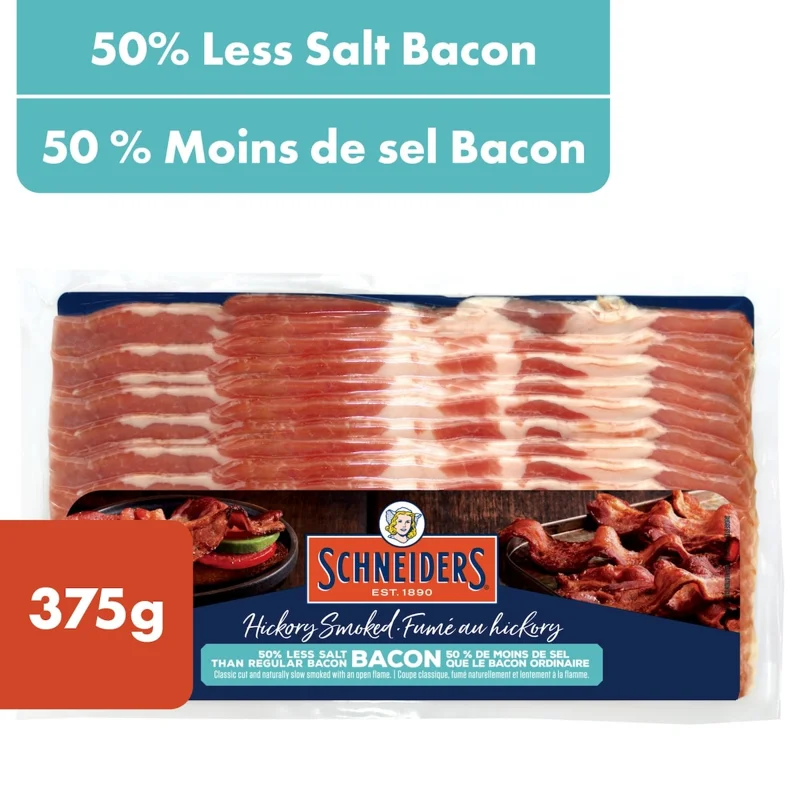 50% Less Salt Bacon
50 % Moins de sel Bacon
SCHNEIDERS
EST. 1890
375g
Hickory Smoked · Fumé au hickory
50% LESS SALT
THAN REGULAR BACON
BACON
50 % DE MOINS DE SEL
QUE LE BACON ORDINAIRE
Classic cut and naturally slow smoked with an open flame. | Coupe classique, fumé naturellement et lentement à la flamme.